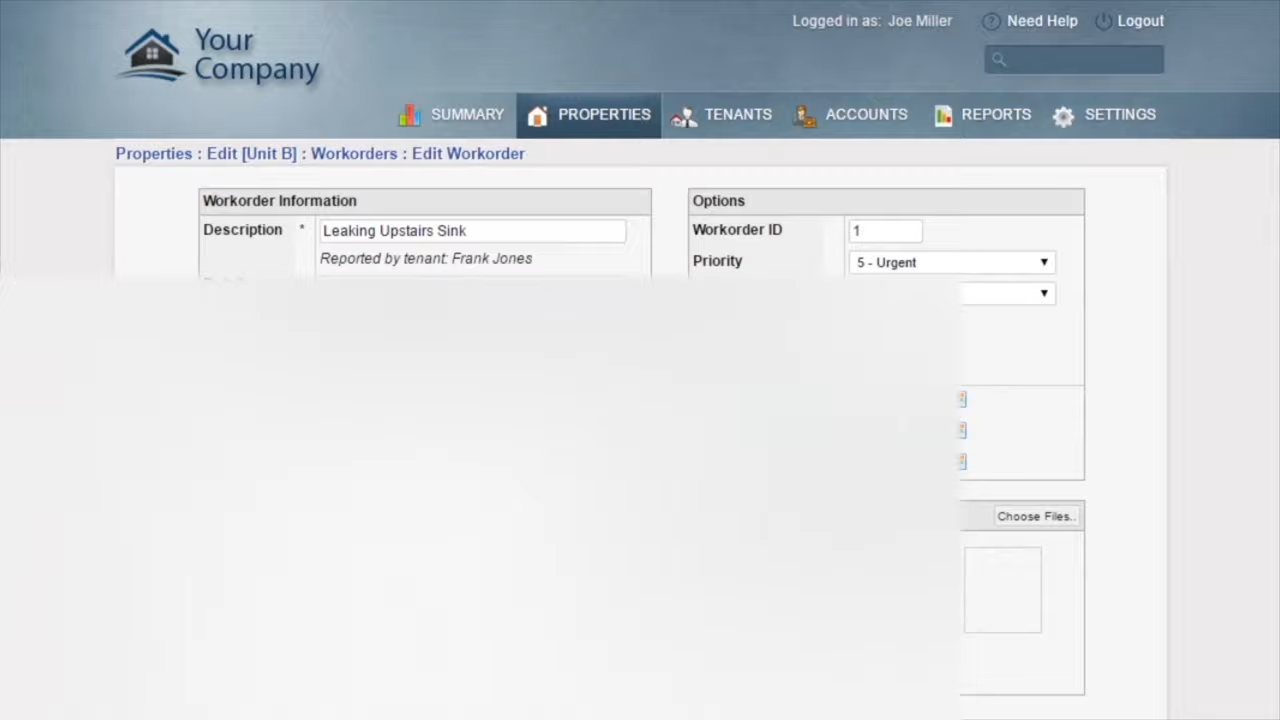 Logged in as: Joe Miller
Need Help
Logout
Your
Company
SUMMARY
PROPERTIES
TENANTS
ACCOUNTS
REPORTS
SETTINGS
Properties : Edit [Unit B] : Workorders : Edit Workorder
Workorder Information
Description *
Leaking Upstairs Sink
Reported by tenant: Frank Jones
Options
Workorder ID
1
Priority
5 - Urgent
Choose Files..